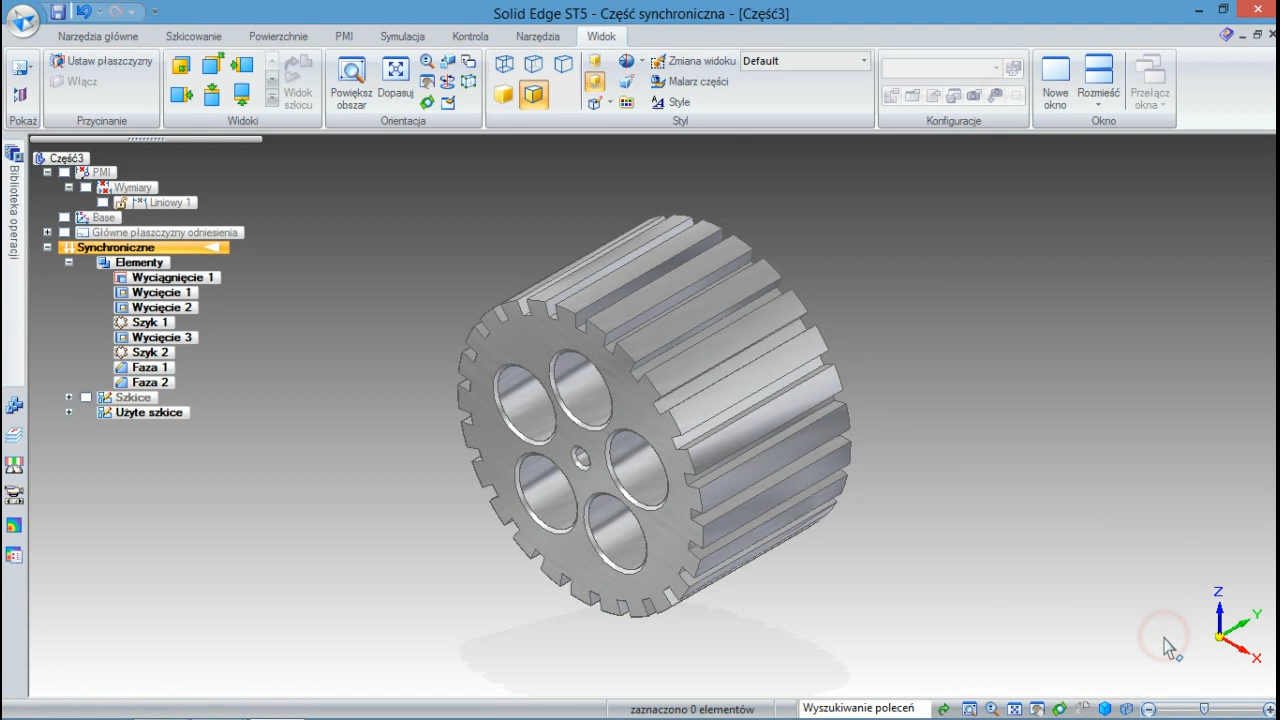 Solid Edge ST5 - Część synchroniczna - [Część3]
Narzędzia główne Szkicowanie Powierzchnie PMI Symulacja Kontrola Narzędzia Widok
Ustaw płaszczyzny
Włącz
Widok szkicu
Powiększ obszar
Dopasuj
Zmiana widoku Default
Malarz części
Style
Nowe okno
Rozmieść
Przełącz okna
Pokaż Przycinanie Widoki Orientacja Styl Konfiguracje Okno
Biblioteka operacji
Część3
PMI
Wymiary
Liniowy 1
Base
Główne płaszczyzny odniesienia
Synchroniczne
Elementy
Wyciągnięcie 1
Wycięcie 1
Wycięcie 2
Szyk 1
Wycięcie 3
Szyk 2
Faza 1
Faza 2
Szkice
Użyte szkice
Z
Y
X
zaznaczono 0 elementów Wyszukiwanie poleceń